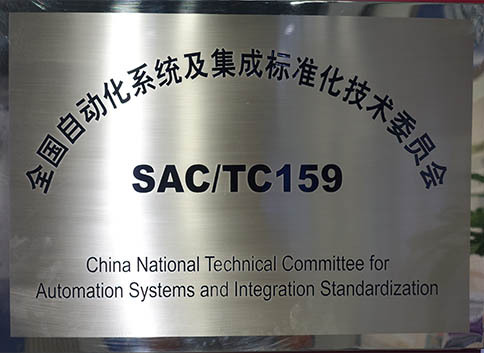 全国自动化系统及集成标准化技术委员会
SAC/TC159
China National Technical Committee for
Automation Systems and Integration Standardization